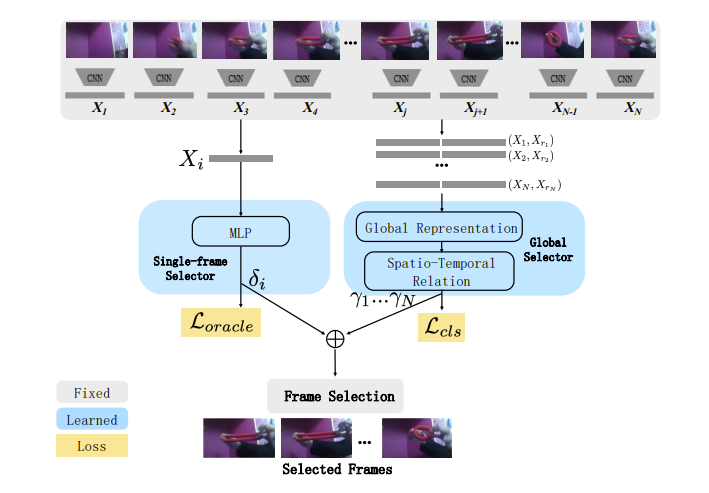 CNN CNN CNN CNN CNN CNN CNN CNN
X1 X2 X3 X4 ... Xj Xj+1 ... XN-1 XN
(X1, Xr1)
(X2, Xr2)
...
(XN, XrN)
Xi
MLP
Single-frame
Selector
δi
Loracle
Global Representation
Spatio-Temporal
Relation
Global
Selector
γ1...γN
Lcls
⊕
Frame Selection
...
Selected Frames
Fixed
Learned
Loss